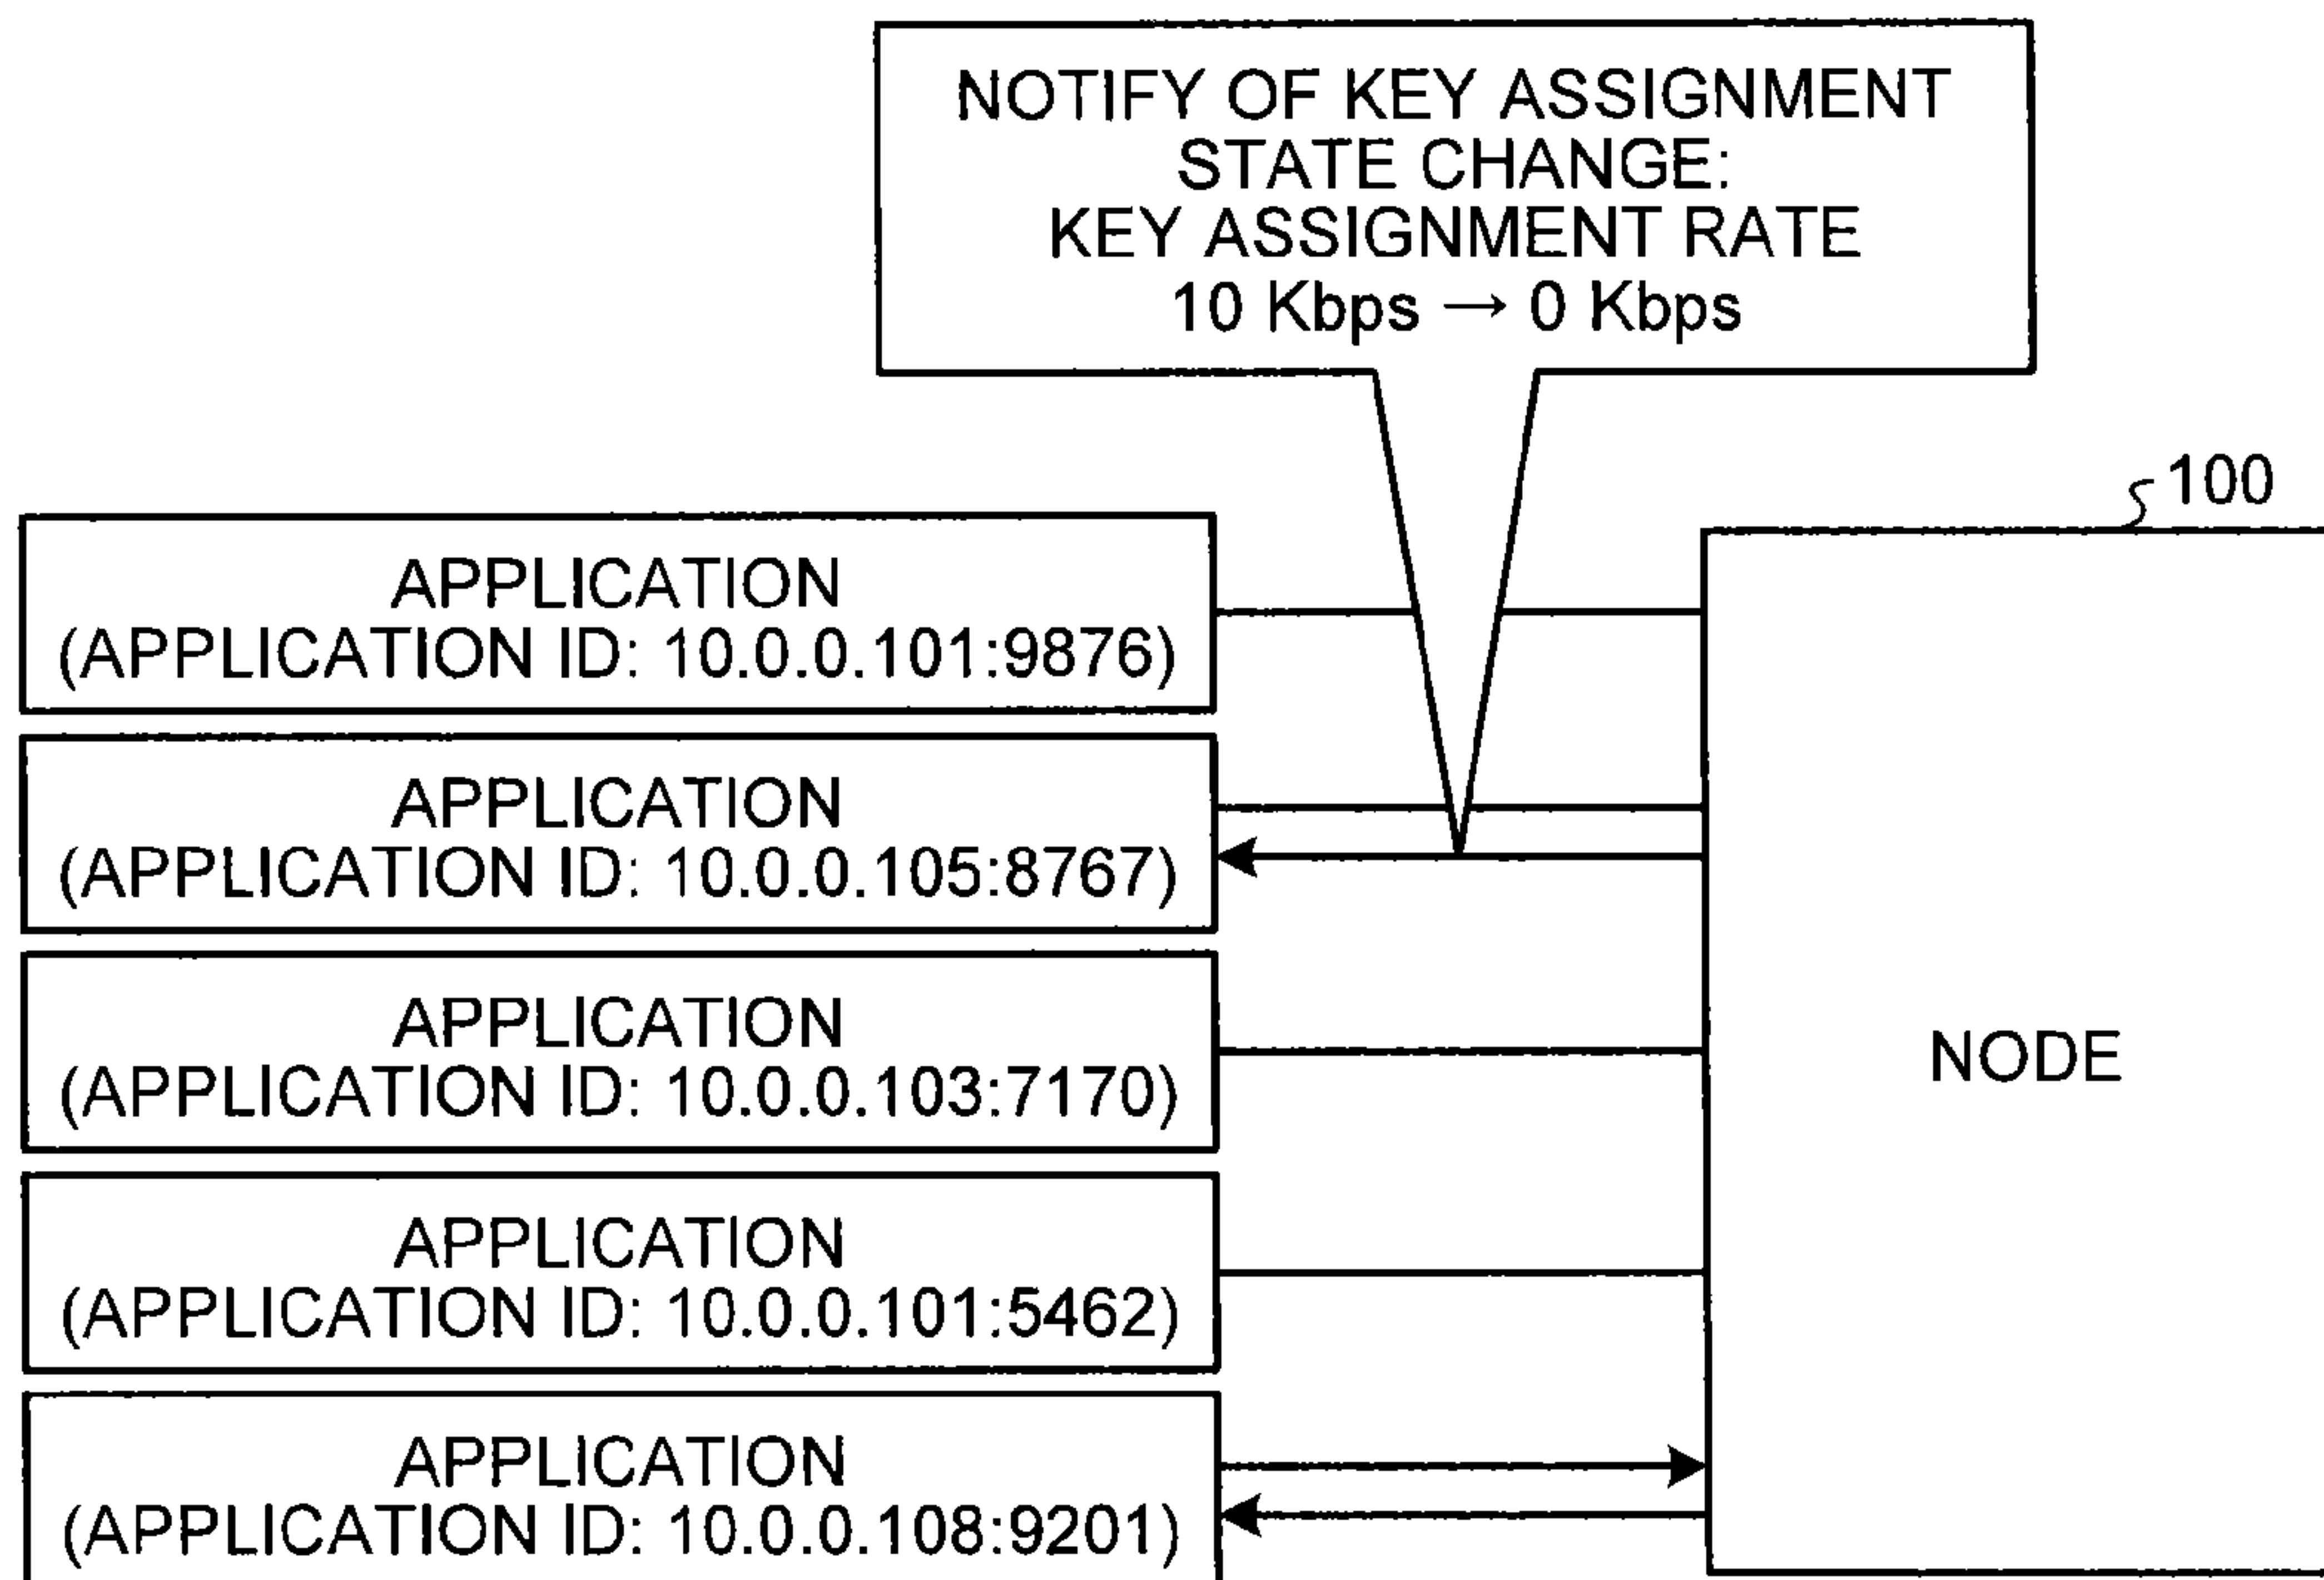 NOTIFY OF KEY ASSIGNMENT
STATE CHANGE:
KEY ASSIGNMENT RATE
10 Kbps → 0 Kbps
100
APPLICATION
(APPLICATION ID: 10.0.0.101:9876)
APPLICATION
(APPLICATION ID: 10.0.0.105:8767)
APPLICATION
(APPLICATION ID: 10.0.0.103:7170)
NODE
APPLICATION
(APPLICATION ID: 10.0.0.101:5462)
APPLICATION
(APPLICATION ID: 10.0.0.108:9201)